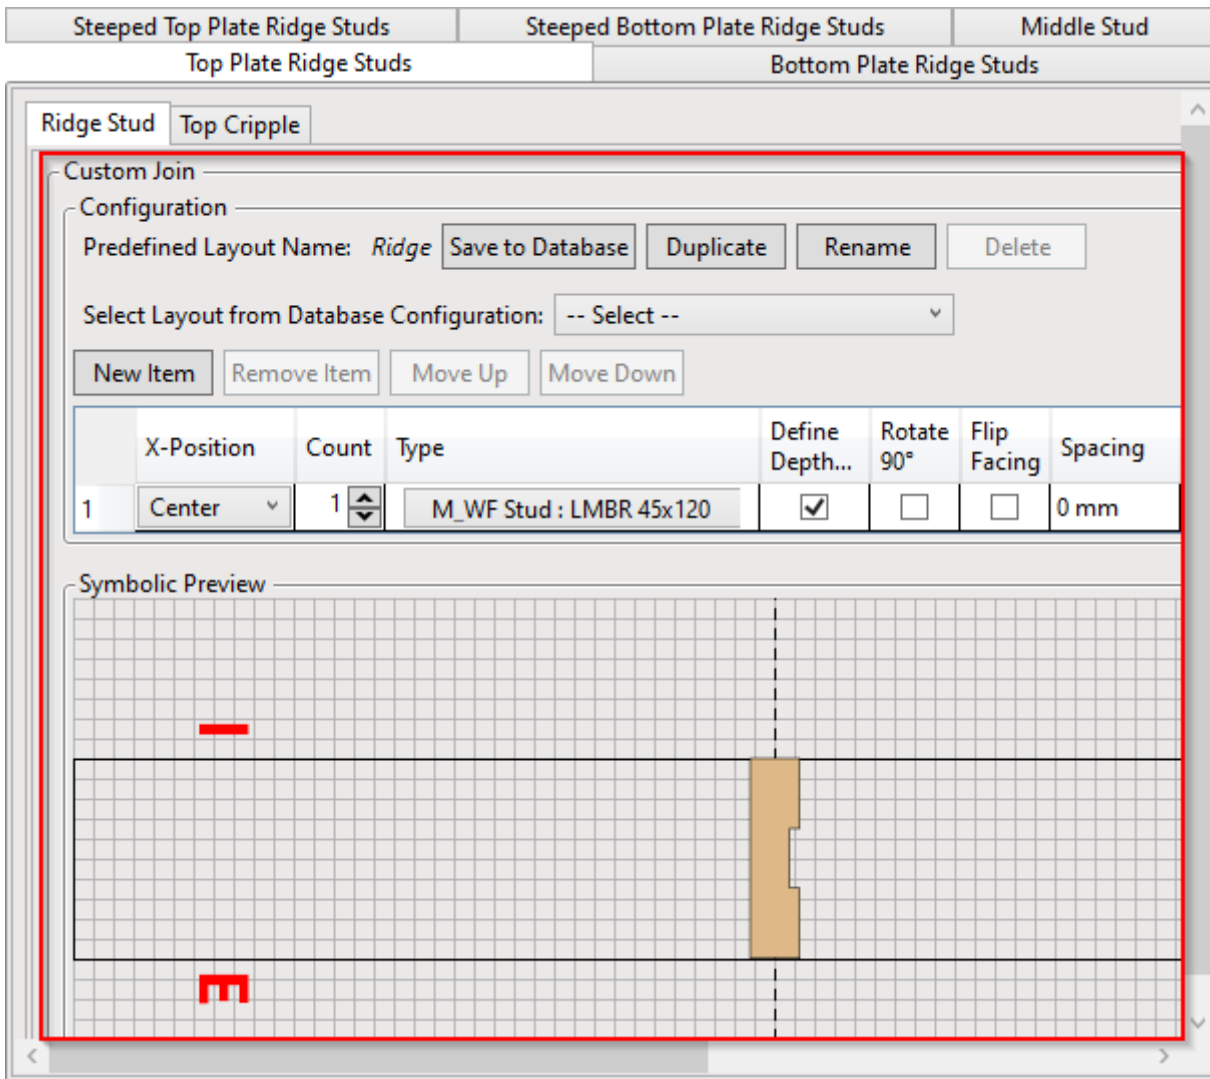 Steeped Top Plate Ridge Studs Steeped Bottom Plate Ridge Studs Middle Stud
Top Plate Ridge Studs Bottom Plate Ridge Studs
Ridge Stud Top Cripple
Custom Join
Configuration
Predefined Layout Name: Ridge Save to Database Duplicate Rename Delete
Select Layout from Database Configuration: -- Select --
New Item Remove Item Move Up Move Down
X-Position Count Type Define Depth... Rotate 90° Flip Facing Spacing
1 Center 1 M_WF Stud : LMBR 45x120 0 mm
Symbolic Preview
I
E